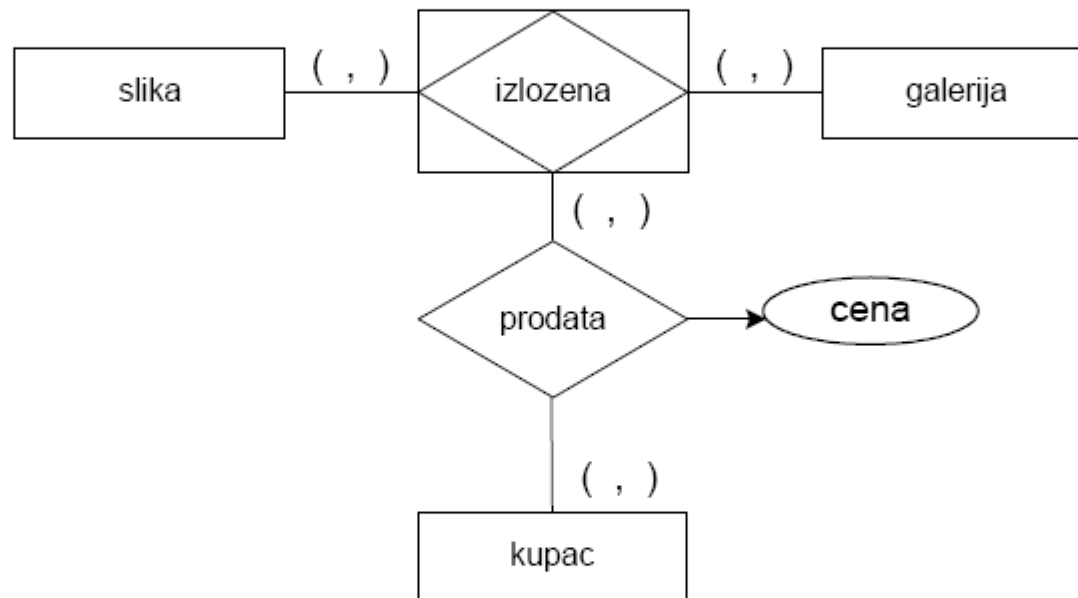 slika ( , ) izlozena ( , ) galerija
( , )
prodata cena
( , )
kupac